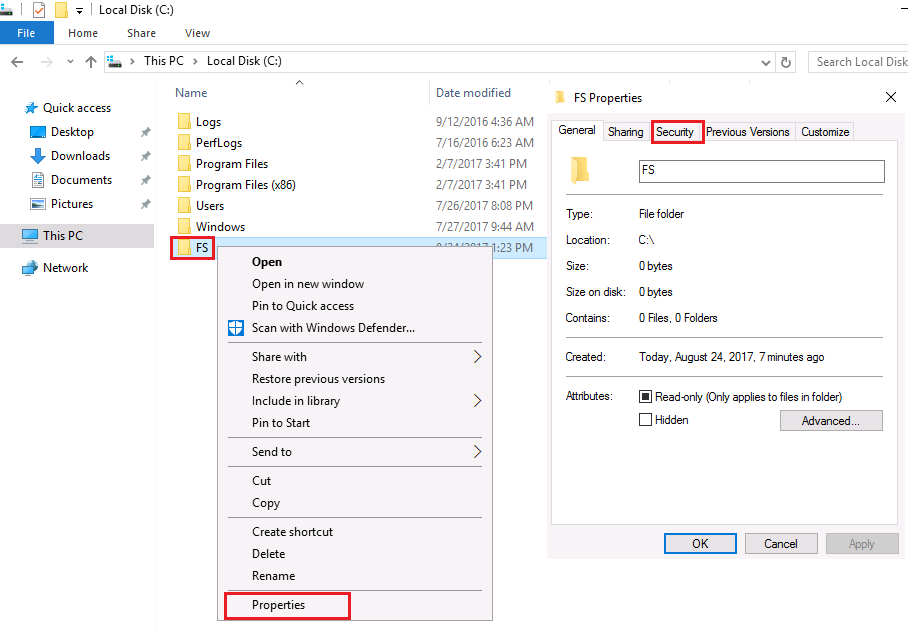 Local Disk (C:)
File Home Share View
This PC Local Disk (C:)
Search Local Disk
Quick access
Desktop
Downloads
Documents
Pictures
This PC
Network
Name Date modified
Logs 9/12/2016 4:36 AM
PerfLogs 7/16/2016 6:23 AM
Program Files 2/7/2017 3:41 PM
Program Files (x86) 2/7/2017 3:41 PM
Users 7/26/2017 8:08 PM
Windows 7/27/2017 9:44 AM
FS 8/24/2017 1:23 PM
Open
Open in new window
Pin to Quick access
Scan with Windows Defender...
Share with
Restore previous versions
Include in library
Pin to Start
Send to
Cut
Copy
Create shortcut
Delete
Rename
Properties
FS Properties
General Sharing Security Previous Versions Customize
FS
Type: File folder
Location: C:\
Size: 0 bytes
Size on disk: 0 bytes
Contains: 0 Files, 0 Folders
Created: Today, August 24, 2017, 7 minutes ago
Attributes: Read-only (Only applies to files in folder)
Hidden Advanced...
OK Cancel Apply